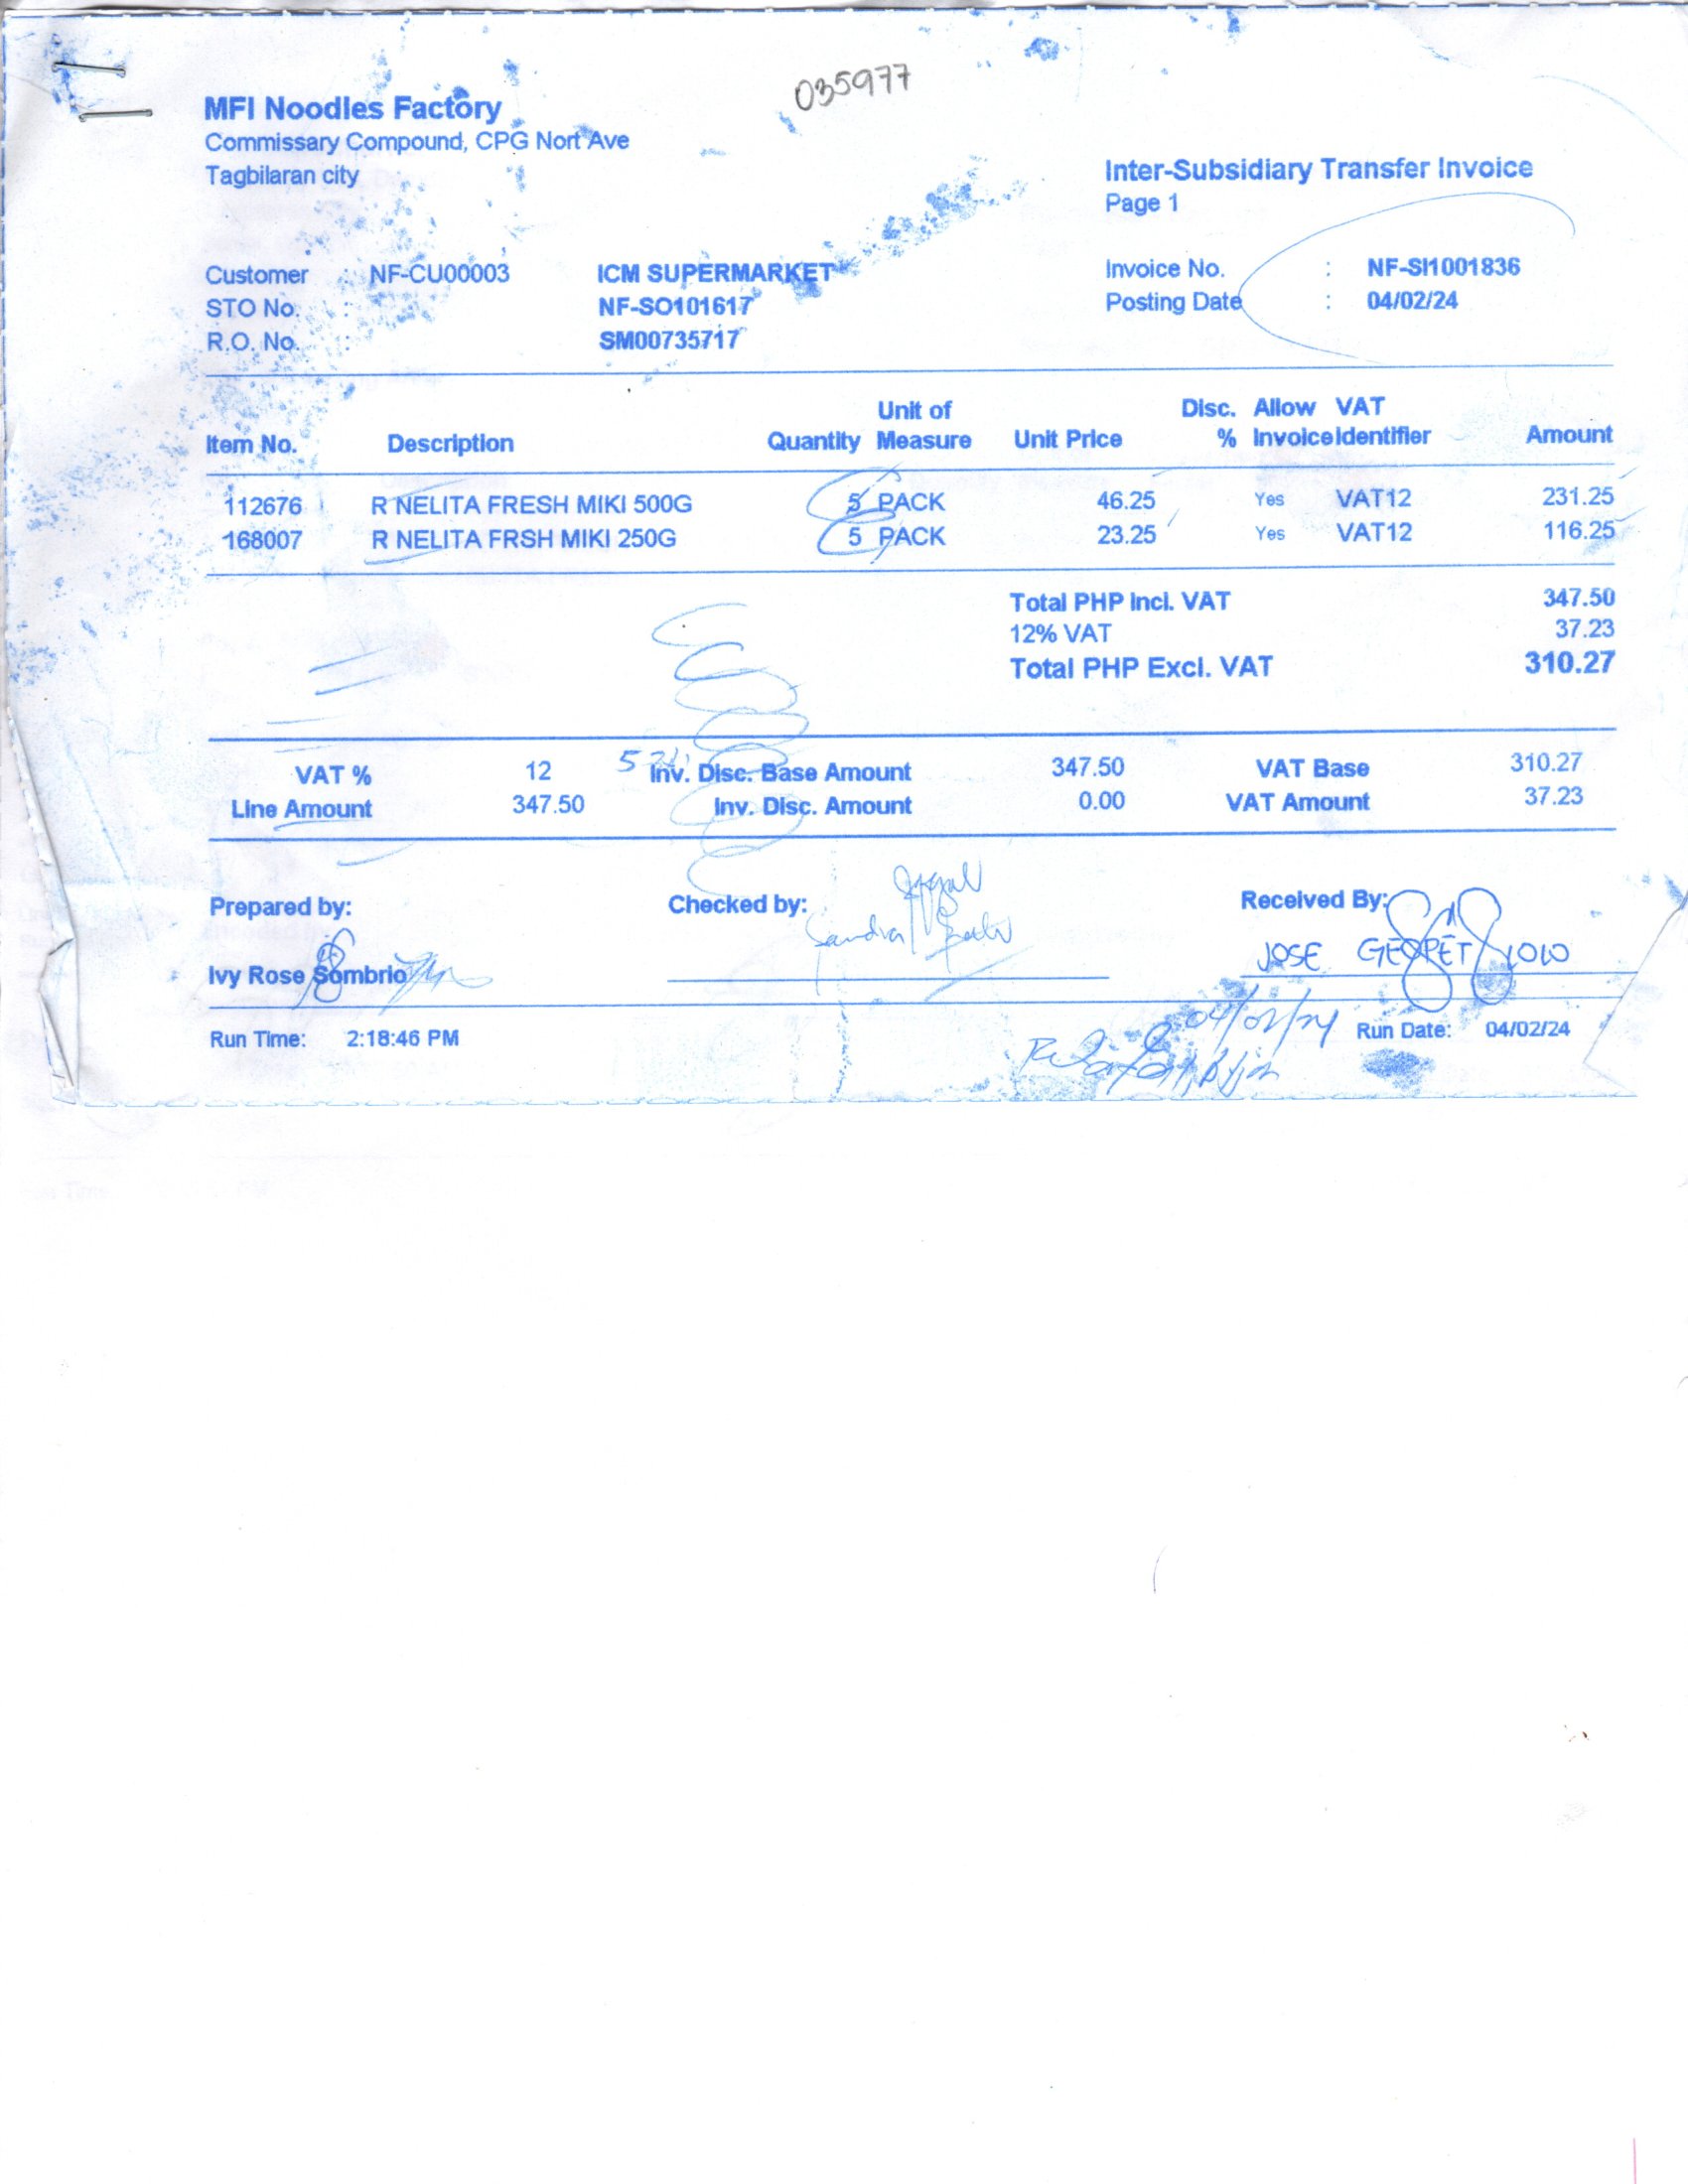 035977
MFI Noodles Factory
Commissary Compound, CPG Nort Ave
Tagbilaran city
Inter-Subsidiary Transfer Invoice
Page 1
Customer : NF-CU00003 ICM SUPERMARKET
STO No. : NF-SO101617
R.O. No. : SM00735717
Invoice No. : NF-SI1001836
Posting Date : 04/02/24
Item No. Description Quantity Unit of Measure Unit Price Disc. % Allow Invoice VAT Identifier Amount
112676 R NELITA FRESH MIKI 500G 5 PACK 46.25 Yes VAT12 231.25
168007 R NELITA FRSH MIKI 250G 5 PACK 23.25 Yes VAT12 116.25
Total PHP Incl. VAT 347.50
12% VAT 37.23
Total PHP Excl. VAT 310.27
VAT % 12 Inv. Disc. Base Amount 347.50 VAT Base 310.27
Line Amount 347.50 Inv. Disc. Amount 0.00 VAT Amount 37.23
Prepared by: Checked by: Received By:
Sandra
JOSE
Ivy Rose Sombrio
04/02/24
Run Time: 2:18:46 PM Run Date: 04/02/24